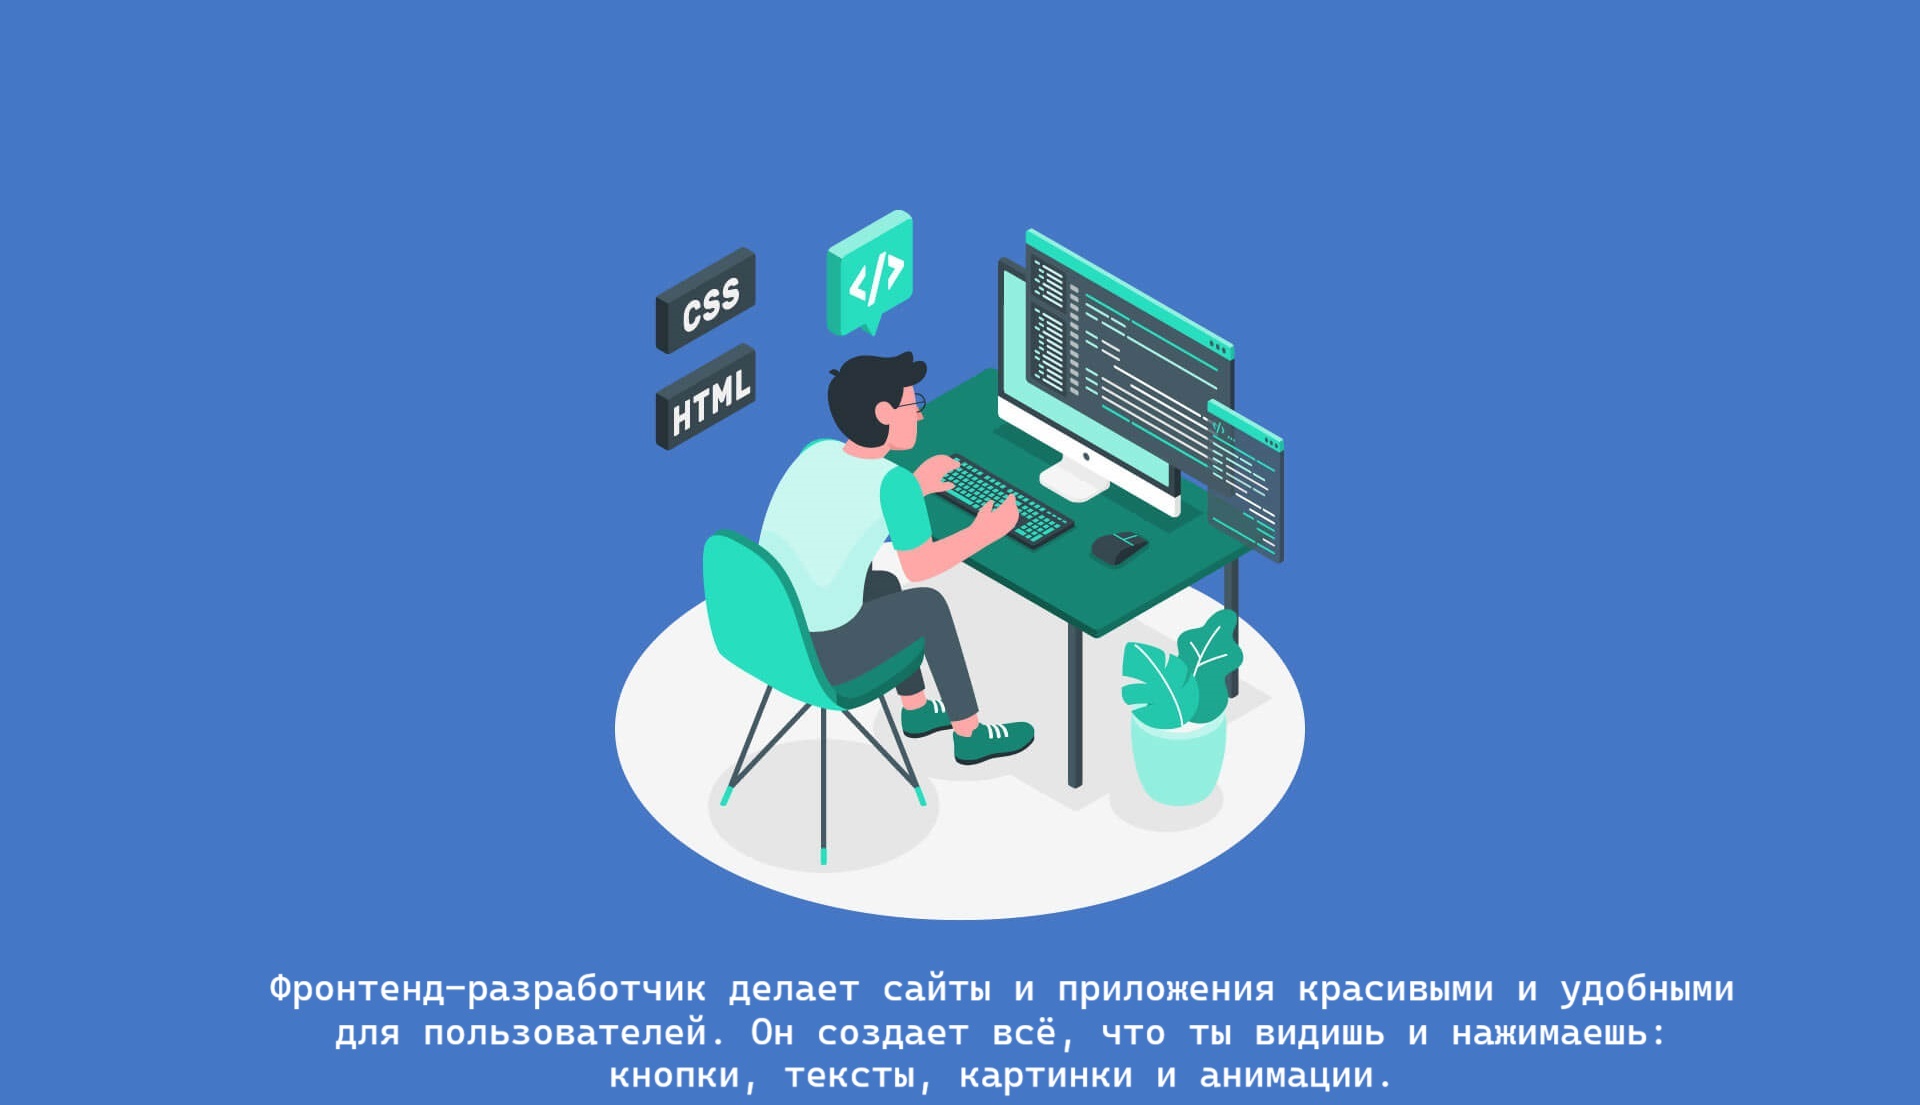 CSS
</>
HTML
Фронтенд-разработчик делает сайты и приложения красивыми и удобными
для пользователей. Он создает всё, что ты видишь и нажимаешь:
кнопки, тексты, картинки и анимации.